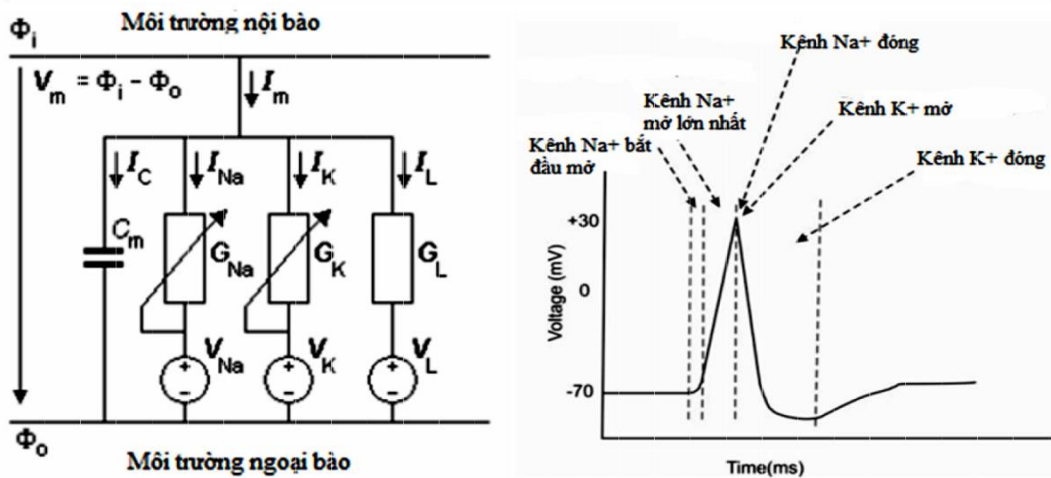 Môi trường nội bào
Φi
Vm = Φi - Φo
Im
IC
INa
IK
IL
Cm
GNa
GK
GL
VNa
VK
VL
Φo
Môi trường ngoại bào
Kênh Na+ đóng
Kênh Na+
mở lớn nhất
Kênh K+ mở
Kênh Na+ bắt
đầu mở
Kênh K+ đóng
+30
0
-70
Voltage (mV)
Time(ms)